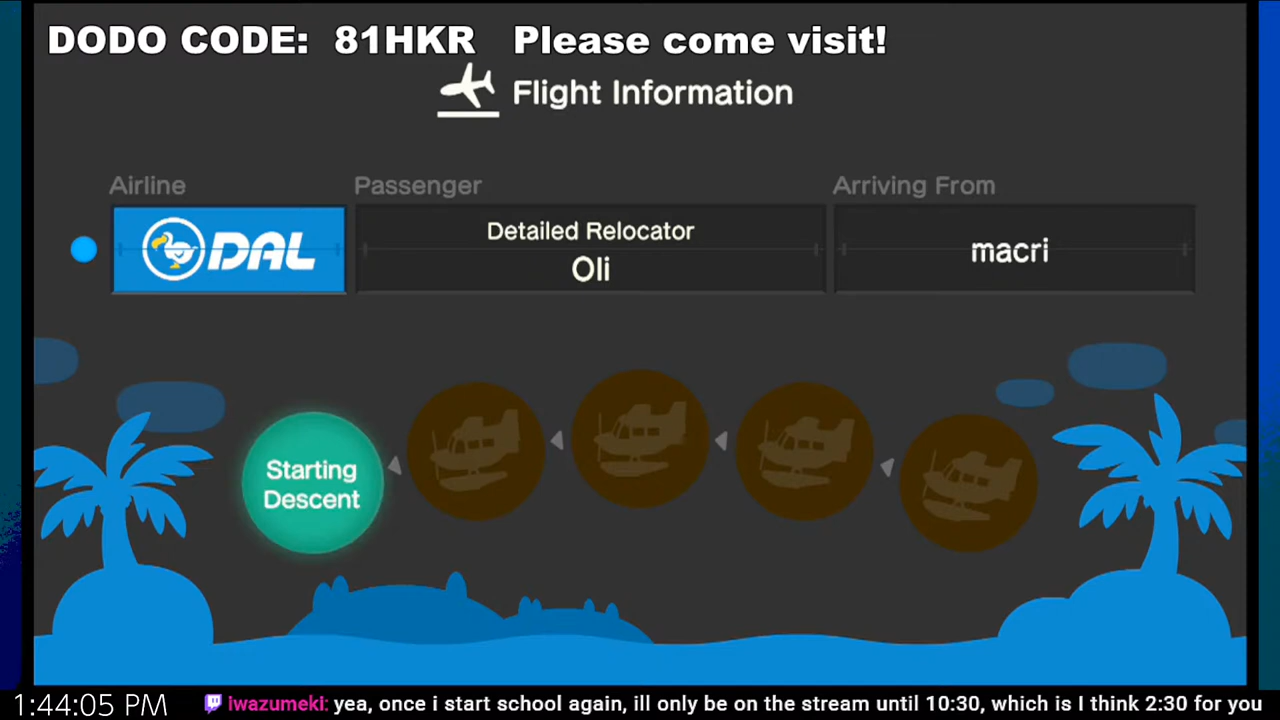 DODO CODE: 81HKR Please come visit!
Flight Information
Airline Passenger Arriving From
DAL
Detailed Relocator
Oli
macri
Starting
Descent
1:44:05 PM iwazumeki: yea, once i start school again, ill only be on the stream until 10:30, which is I think 2:30 for you